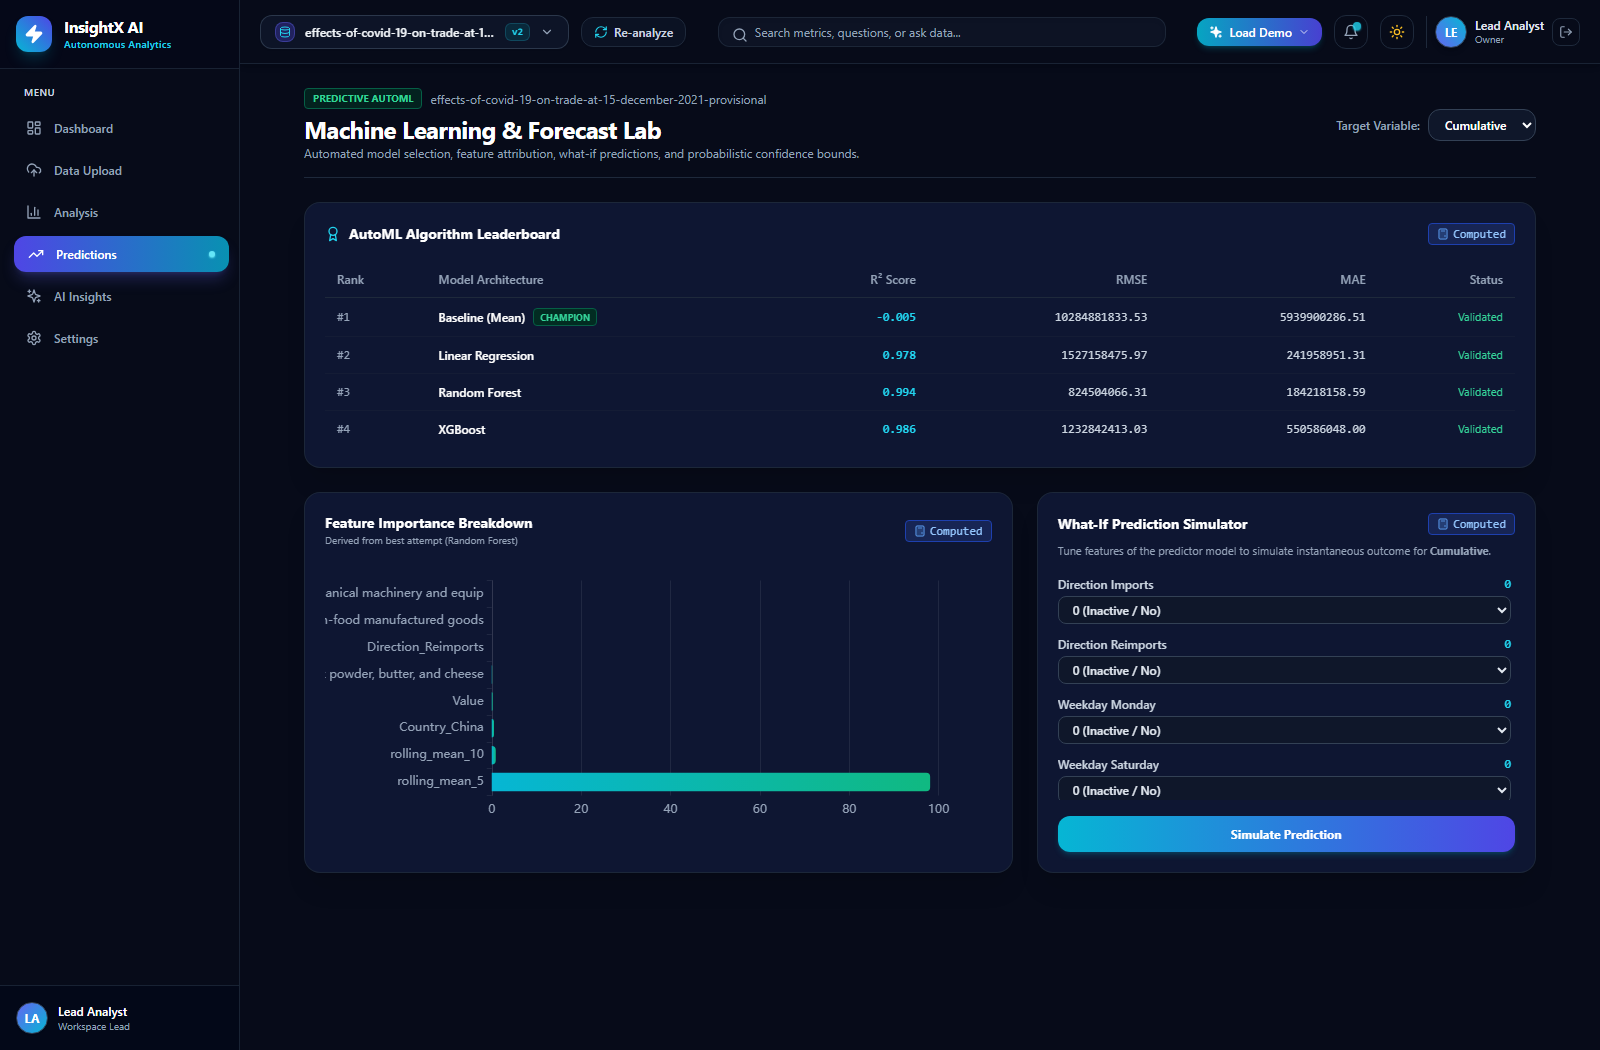 InsightX AI
Autonomous Analytics
effects-of-covid-19-on-trade-at-1... v2
Re-analyze
Search metrics, questions, or ask data...
Load Demo
LE
Lead Analyst
Owner
MENU
Dashboard
Data Upload
Analysis
Predictions
AI Insights
Settings
PREDICTIVE AUTOML effects-of-covid-19-on-trade-at-15-december-2021-provisional
Machine Learning & Forecast Lab
Automated model selection, feature attribution, what-if predictions, and probabilistic confidence bounds.
Target Variable: Cumulative
AutoML Algorithm Leaderboard
Computed
Rank Model Architecture R² Score RMSE MAE Status
#1 Baseline (Mean) CHAMPION -0.005 10284881833.53 5939900286.51 Validated
#2 Linear Regression 0.978 1527158475.97 241958951.31 Validated
#3 Random Forest 0.994 824504066.31 184218158.59 Validated
#4 XGBoost 0.986 1232842413.03 550586048.00 Validated
Feature Importance Breakdown
Derived from best attempt (Random Forest)
Computed
anical machinery and equip
-food manufactured goods
Direction_Reimports
powder, butter, and cheese
Value
Country_China
rolling_mean_10
rolling_mean_5
0 20 40 60 80 100
What-If Prediction Simulator
Computed
Tune features of the predictor model to simulate instantaneous outcome for Cumulative.
Direction Imports 0
0 (Inactive / No)
Direction Reimports 0
0 (Inactive / No)
Weekday Monday 0
0 (Inactive / No)
Weekday Saturday 0
0 (Inactive / No)
Simulate Prediction
LA
Lead Analyst
Workspace Lead